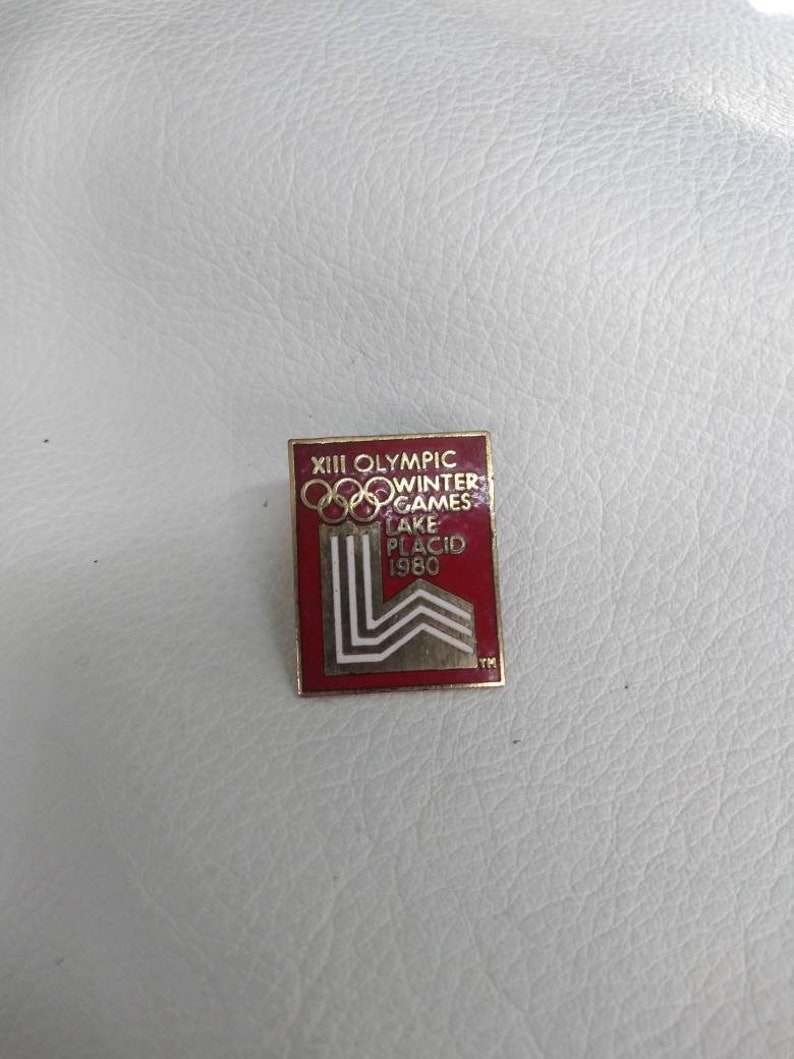 XIII OLYMPIC
WINTER
GAMES
LAKE
PLACID
1980
TM